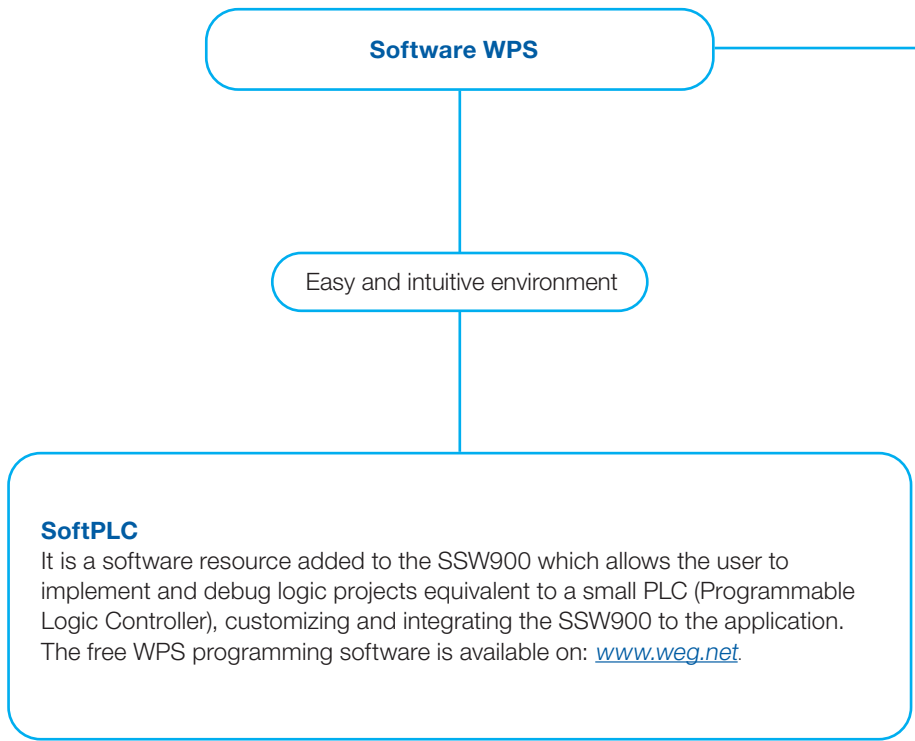 Software WPS
Easy and intuitive environment
SoftPLC
It is a software resource added to the SSW900 which allows the user to
implement and debug logic projects equivalent to a small PLC (Programmable
Logic Controller), customizing and integrating the SSW900 to the application.
The free WPS programming software is available on: www.weg.net.